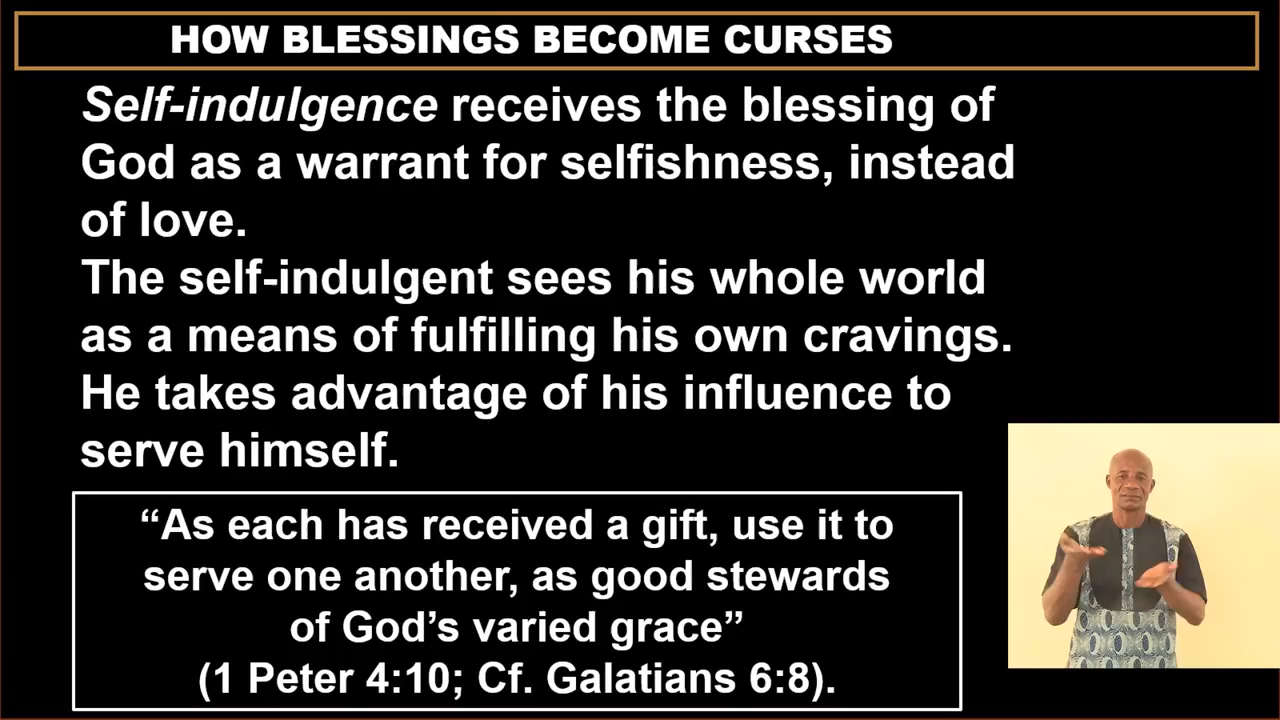 HOW BLESSINGS BECOME CURSES
Self-indulgence receives the blessing of
God as a warrant for selfishness, instead
of love.
The self-indulgent sees his whole world
as a means of fulfilling his own cravings.
He takes advantage of his influence to
serve himself.
“As each has received a gift, use it to
serve one another, as good stewards
of God’s varied grace”
(1 Peter 4:10; Cf. Galatians 6:8).